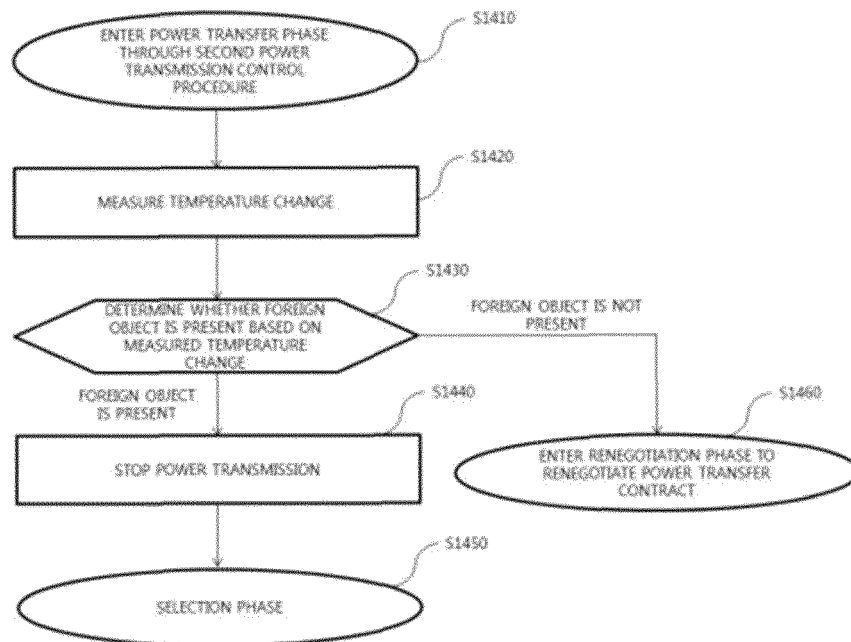 ENTER POWER TRANSFER PHASE
THROUGH SECOND POWER
TRANSMISSION CONTROL
PROCEDURE
S1410
MEASURE TEMPERATURE CHANGE
S1420
DETERMINE WHETHER FOREIGN
OBJECT IS PRESENT BASED ON
MEASURED TEMPERATURE
CHANGE
S1430
FOREIGN OBJECT IS NOT
PRESENT
FOREIGN OBJECT
IS PRESENT
S1440
STOP POWER TRANSMISSION
S1460
ENTER RENEGOTIATION PHASE TO
RENEGOTIATE POWER TRANSFER
CONTRACT
S1450
SELECTION PHASE